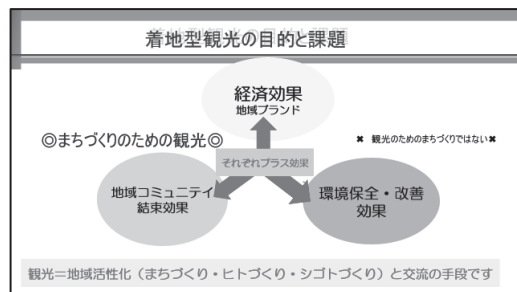 着地型観光の目的と課題
経済効果
地域ブランド
◎まちづくりのための観光◎
✖ 観光のためのまちづくりではない✖
それぞれプラス効果
地域コミュニティ
結束効果
環境保全・改善
効果
観光＝地域活性化（まちづくり・ヒトづくり・シゴトづくり）と交流の手段です